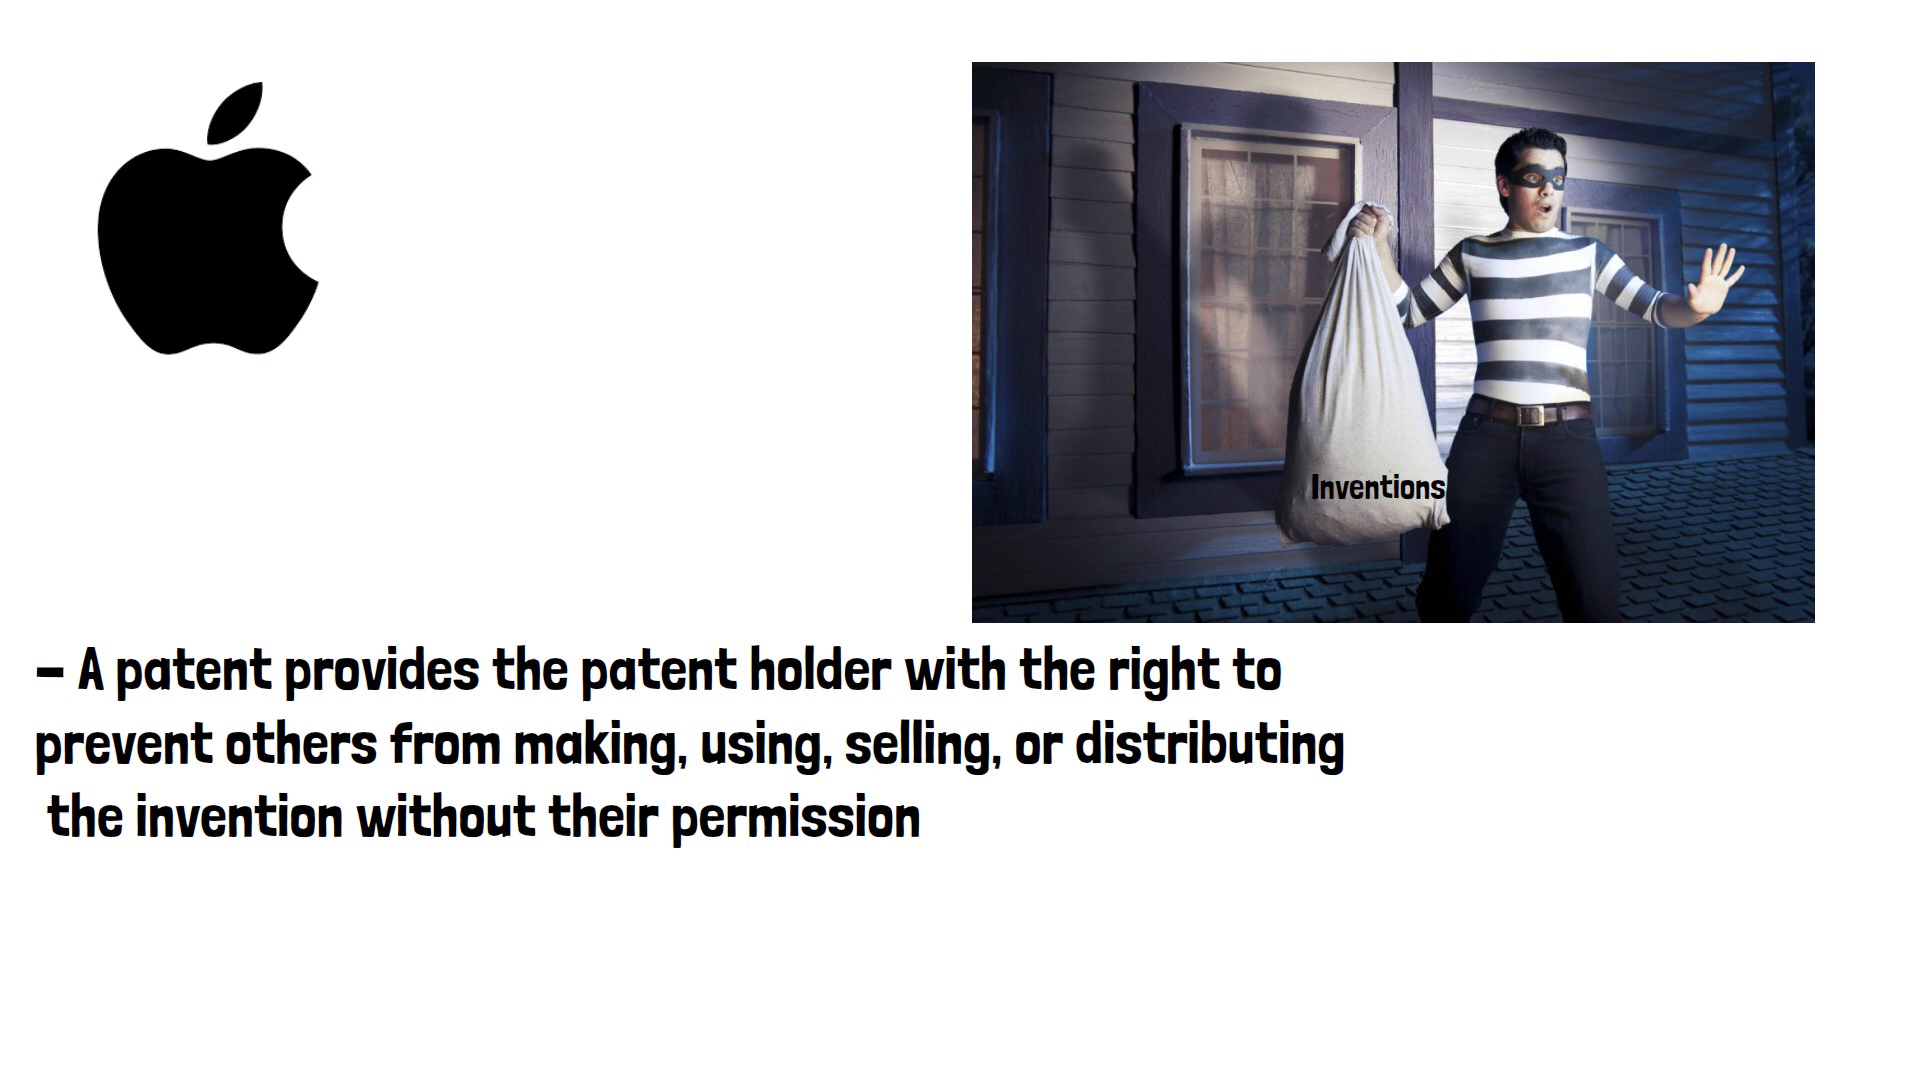 Inventions
- A patent provides the patent holder with the right to
prevent others from making, using, selling, or distributing
the invention without their permission